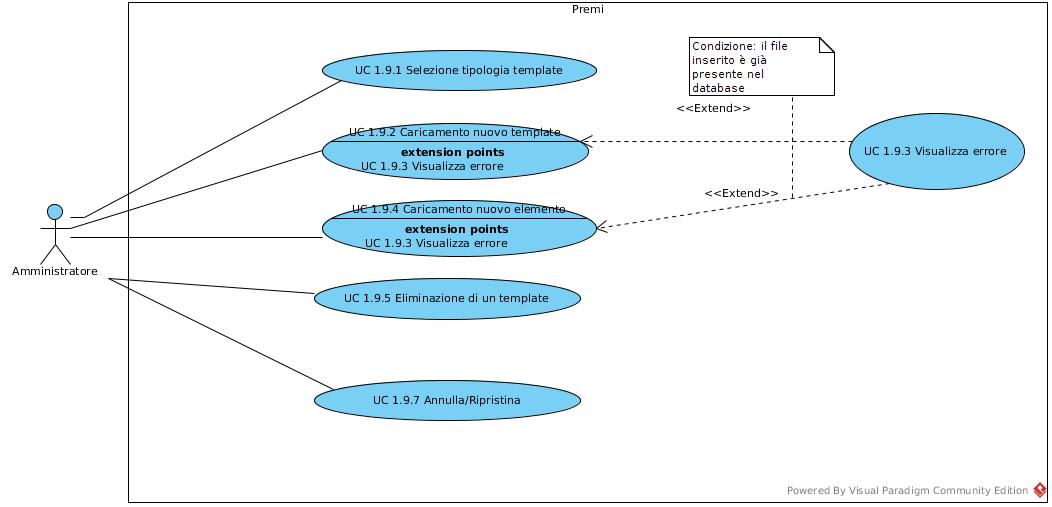 Premi
Condizione: il file
inserito è già
presente nel
database
UC 1.9.1 Selezione tipologia template
<<Extend>>
UC 1.9.2 Caricamento nuovo template
extension points
UC 1.9.3 Visualizza errore
UC 1.9.3 Visualizza errore
<<Extend>>
UC 1.9.4 Caricamento nuovo elemento
extension points
UC 1.9.3 Visualizza errore
Amministratore
UC 1.9.5 Eliminazione di un template
UC 1.9.7 Annulla/Ripristina
Powered By Visual Paradigm Community Edition